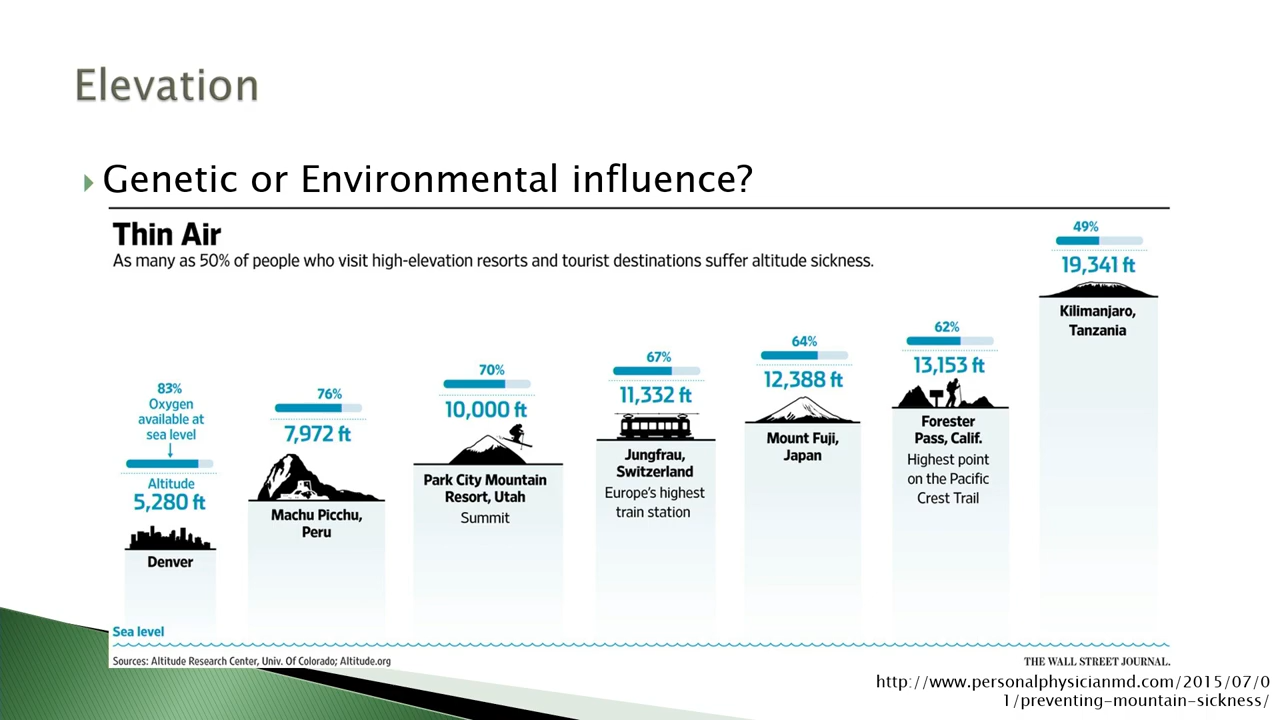 Elevation
Genetic or Environmental influence?
Thin Air
As many as 50% of people who visit high-elevation resorts and tourist destinations suffer altitude sickness.
83%
Oxygen
available at
sea level
Altitude
5,280 ft
Denver
76%
7,972 ft
Machu Picchu,
Peru
70%
10,000 ft
Park City Mountain
Resort, Utah
Summit
67%
11,332 ft
Jungfrau,
Switzerland
Europe's highest
train station
64%
12,388 ft
Mount Fuji,
Japan
62%
13,153 ft
Forester
Pass, Calif.
Highest point
on the Pacific
Crest Trail
49%
19,341 ft
Kilimanjaro,
Tanzania
Sea level
Sources: Altitude Research Center, Univ. Of Colorado; Altitude.org
THE WALL STREET JOURNAL.
http://www.personalphysicianmd.com/2015/07/0
1/preventing-mountain-sickness/